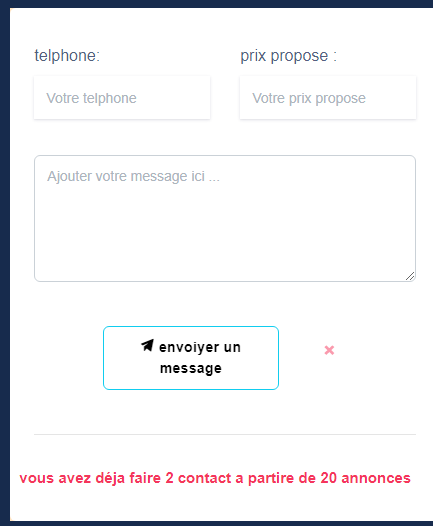 telphone: prix propose :
Votre telphone Votre prix propose
Ajouter votre message ici ...
envoiyer un
message
vous avez déja faire 2 contact a partire de 20 annonces